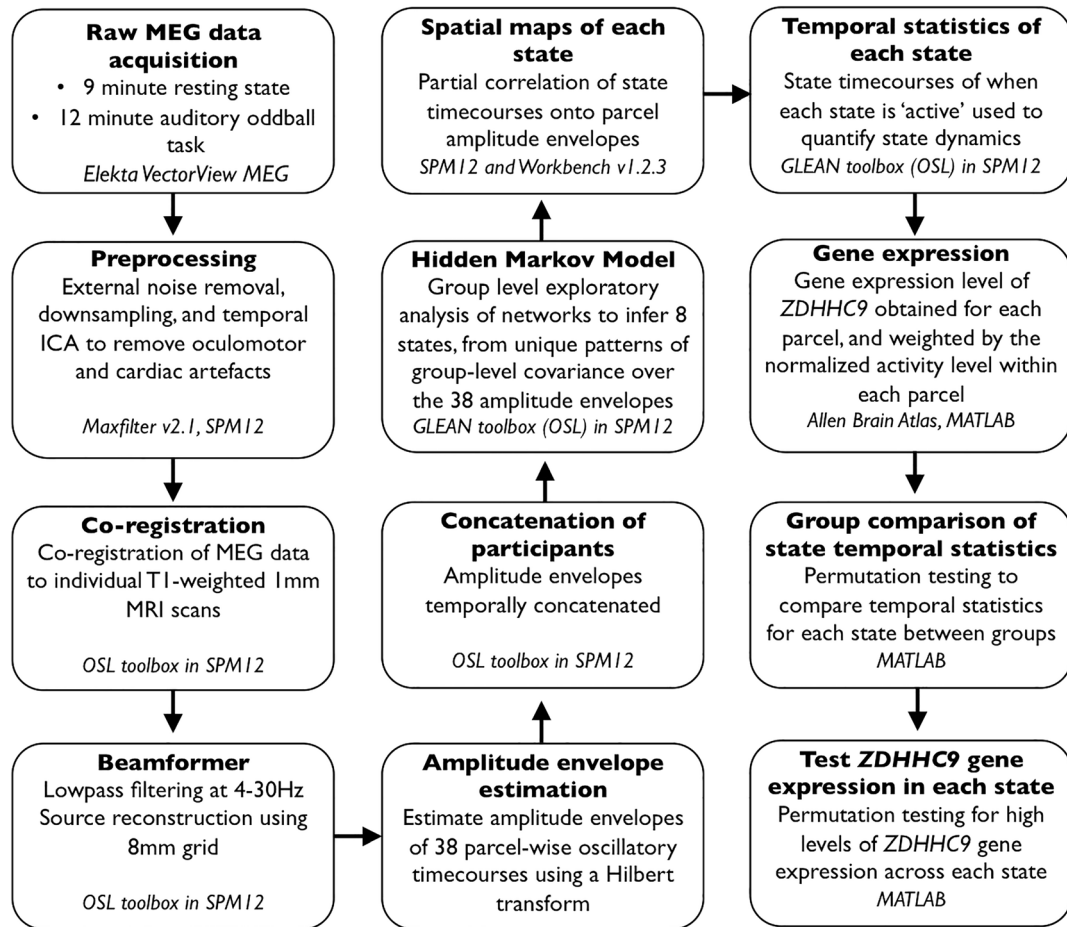 Raw MEG data
acquisition
• 9 minute resting state
• 12 minute auditory oddball
task
Elekta VectorView MEG
Preprocessing
External noise removal,
downsampling, and temporal
ICA to remove oculomotor
and cardiac artefacts
Maxfilter v2.1, SPM12
Co-registration
Co-registration of MEG data
to individual T1-weighted 1mm
MRI scans
OSL toolbox in SPM12
Beamformer
Lowpass filtering at 4-30Hz
Source reconstruction using
8mm grid
OSL toolbox in SPM12
Amplitude envelope
estimation
Estimate amplitude envelopes
of 38 parcel-wise oscillatory
timecourses using a Hilbert
transform
Concatenation of
participants
Amplitude envelopes
temporally concatenated
OSL toolbox in SPM12
Hidden Markov Model
Group level exploratory
analysis of networks to infer 8
states, from unique patterns of
group-level covariance over
the 38 amplitude envelopes
GLEAN toolbox (OSL) in SPM12
Spatial maps of each
state
Partial correlation of state
timecourses onto parcel
amplitude envelopes
SPM12 and Workbench v1.2.3
Temporal statistics of
each state
State timecourses of when
each state is ‘active’ used to
quantify state dynamics
GLEAN toolbox (OSL) in SPM12
Gene expression
Gene expression level of
ZDHHC9 obtained for each
parcel, and weighted by the
normalized activity level within
each parcel
Allen Brain Atlas, MATLAB
Group comparison of
state temporal statistics
Permutation testing to
compare temporal statistics
for each state between groups
MATLAB
Test ZDHHC9 gene
expression in each state
Permutation testing for high
levels of ZDHHC9 gene
expression across each state
MATLAB